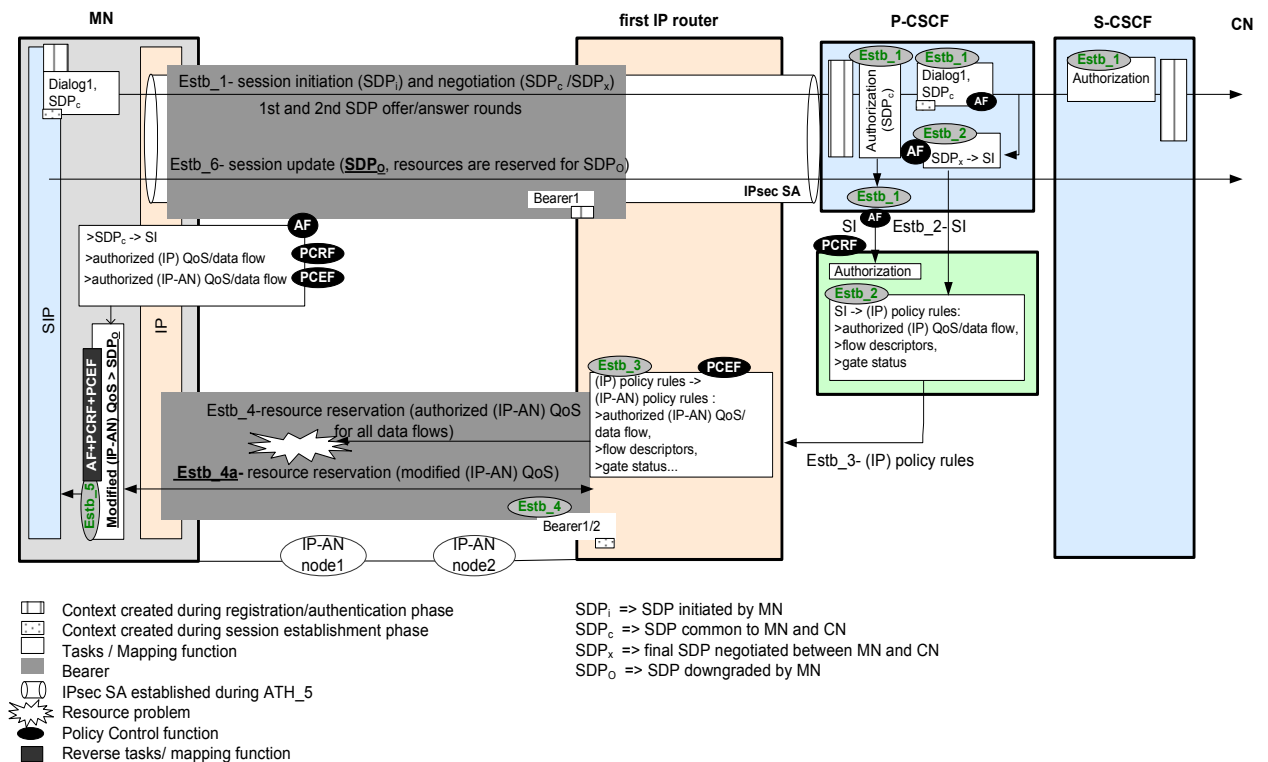 MN
first IP router
P-CSCF
S-CSCF
CN
Dialog1,
SDPc
SIP
IP
Estb_1- session initiation (SDPi) and negotiation (SDPc /SDPx)
1st and 2nd SDP offer/answer rounds
Estb_6- session update (SDPO, resources are reserved for SDPO)
IPsec SA
Bearer1
Estb_1
Authorization
(SDPc)
Estb_1
Dialog1,
SDPc
AF
Estb_2
AF
SDPx -> SI
Estb_1
AF
SI
Estb_2- SI
Estb_1
Authorization
AF
PCRF
PCEF
>SDPc -> SI
>authorized (IP) QoS/data flow
>authorized (IP-AN) QoS/data flow
PCRF
Authorization
Estb_2
SI -> (IP) policy rules:
>authorized (IP) QoS/data flow,
>flow descriptors,
>gate status
Estb_3- (IP) policy rules
Estb_3
PCEF
(IP) policy rules ->
(IP-AN) policy rules :
>authorized (IP-AN) QoS/
data flow,
>flow descriptors,
>gate status...
Estb_4-resource reservation (authorized (IP-AN) QoS
for all data flows)
Estb_4a- resource reservation (modified (IP-AN) QoS)
Estb_4
Bearer1/2
AF+PCRF+PCEF
Estb_5
Modified (IP-AN) QoS > SDPO
IP-AN
node1
IP-AN
node2
Context created during registration/authentication phase
Context created during session establishment phase
Tasks / Mapping function
Bearer
IPsec SA established during ATH_5
Resource problem
Policy Control function
Reverse tasks/ mapping function
SDPi => SDP initiated by MN
SDPc => SDP common to MN and CN
SDPx => final SDP negotiated between MN and CN
SDPO => SDP downgraded by MN